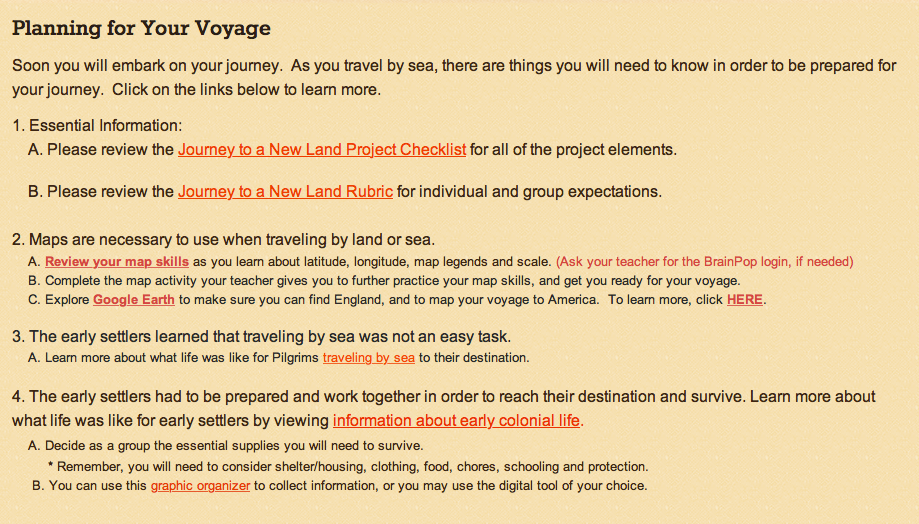 Planning for Your Voyage
Soon you will embark on your journey.  As you travel by sea, there are things you will need to know in order to be prepared for
your journey.  Click on the links below to learn more.
1. Essential Information:
A. Please review the Journey to a New Land Project Checklist for all of the project elements.
B. Please review the Journey to a New Land Rubric for individual and group expectations.
2. Maps are necessary to use when traveling by land or sea.
A. Review your map skills as you learn about latitude, longitude, map legends and scale. (Ask your teacher for the BrainPop login, if needed)
B. Complete the map activity your teacher gives you to further practice your map skills, and get you ready for your voyage.
C. Explore Google Earth to make sure you can find England, and to map your voyage to America.  To learn more, click HERE.
3. The early settlers learned that traveling by sea was not an easy task.
A. Learn more about what life was like for Pilgrims traveling by sea to their destination.
4. The early settlers had to be prepared and work together in order to reach their destination and survive. Learn more about
what life was like for early settlers by viewing information about early colonial life.
A. Decide as a group the essential supplies you will need to survive.
* Remember, you will need to consider shelter/housing, clothing, food, chores, schooling and protection.
B. You can use this graphic organizer to collect information, or you may use the digital tool of your choice.